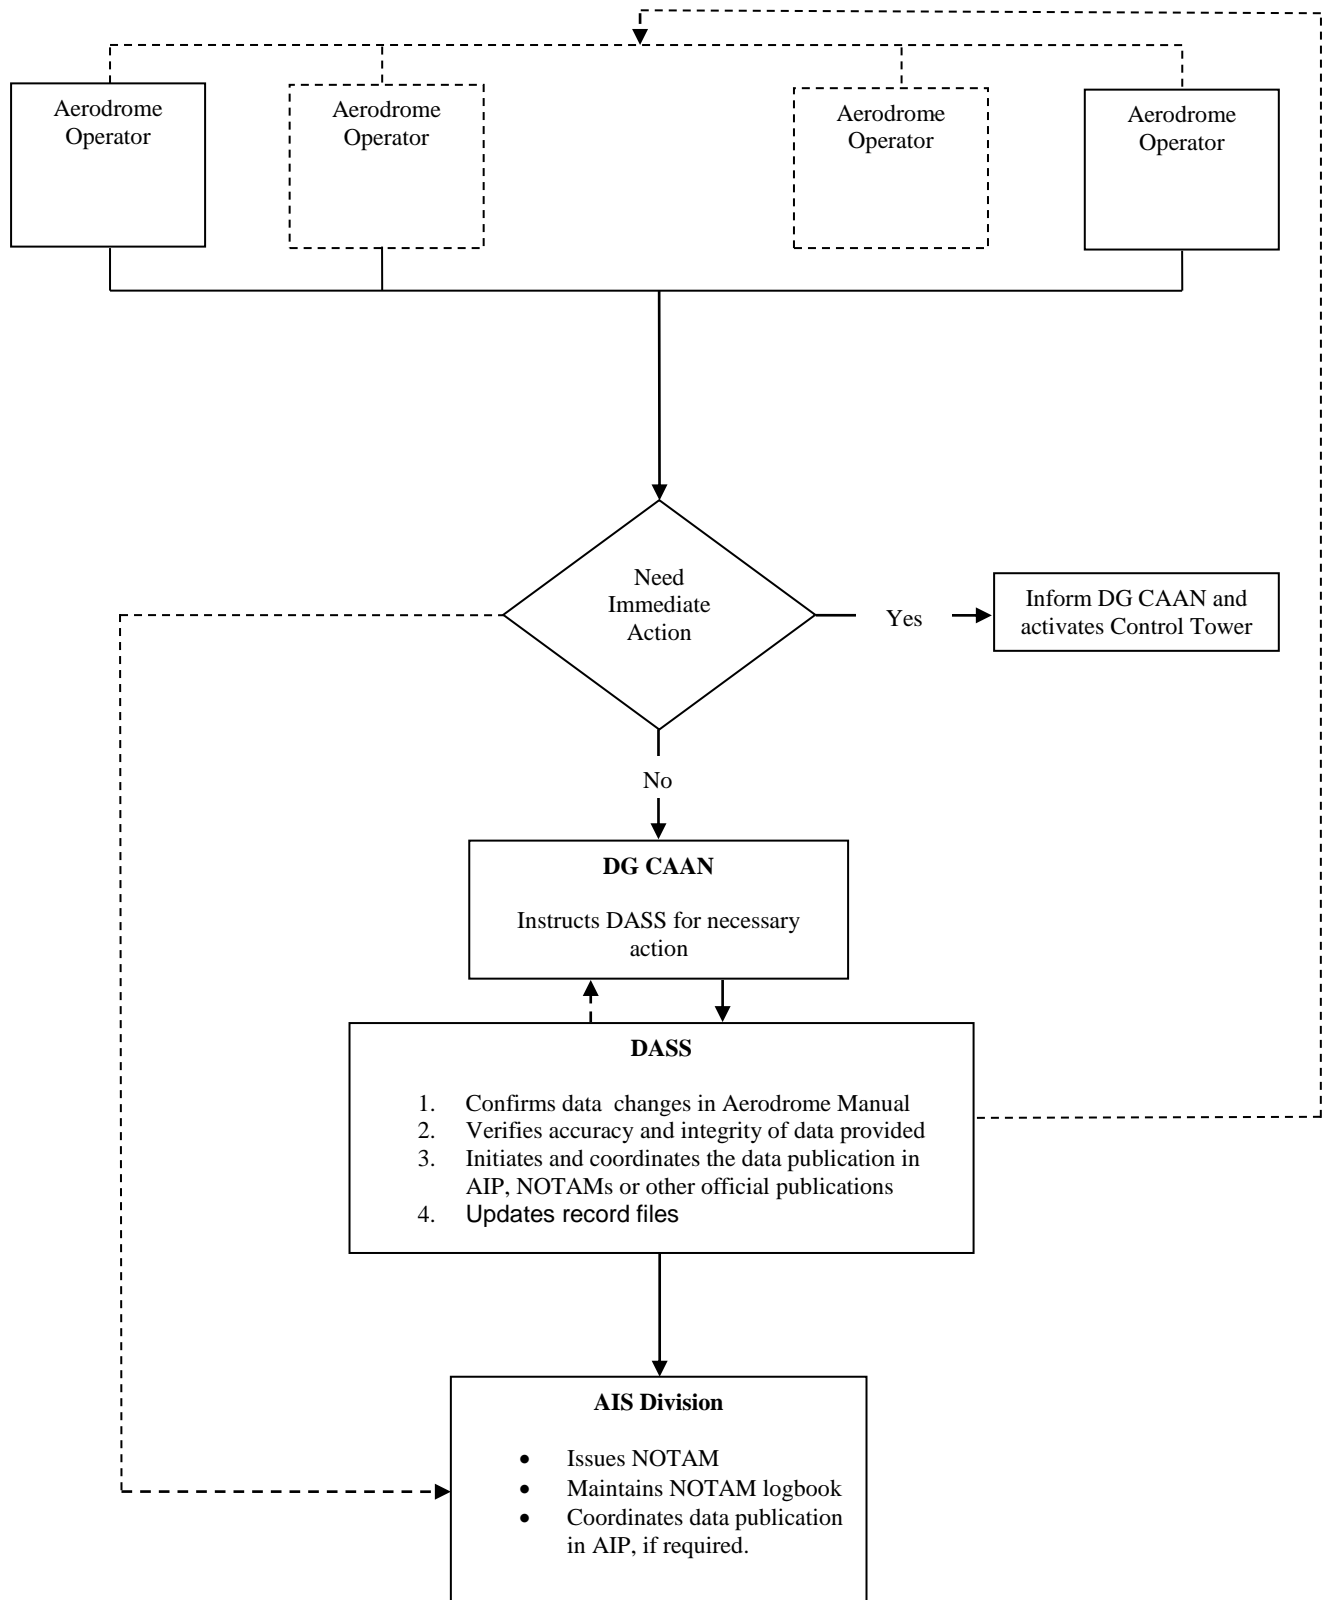 Aerodrome
Operator
Aerodrome
Operator
Aerodrome
Operator
Aerodrome
Operator
Need
Immediate
Action
Yes
Inform DG CAAN and
activates Control Tower
No
DG CAAN
Instructs DASS for necessary
action
DASS
1. Confirms data changes in Aerodrome Manual
2. Verifies accuracy and integrity of data provided
3. Initiates and coordinates the data publication in
AIP, NOTAMs or other official publications
4. Updates record files
AIS Division
• Issues NOTAM
• Maintains NOTAM logbook
• Coordinates data publication
in AIP, if required.